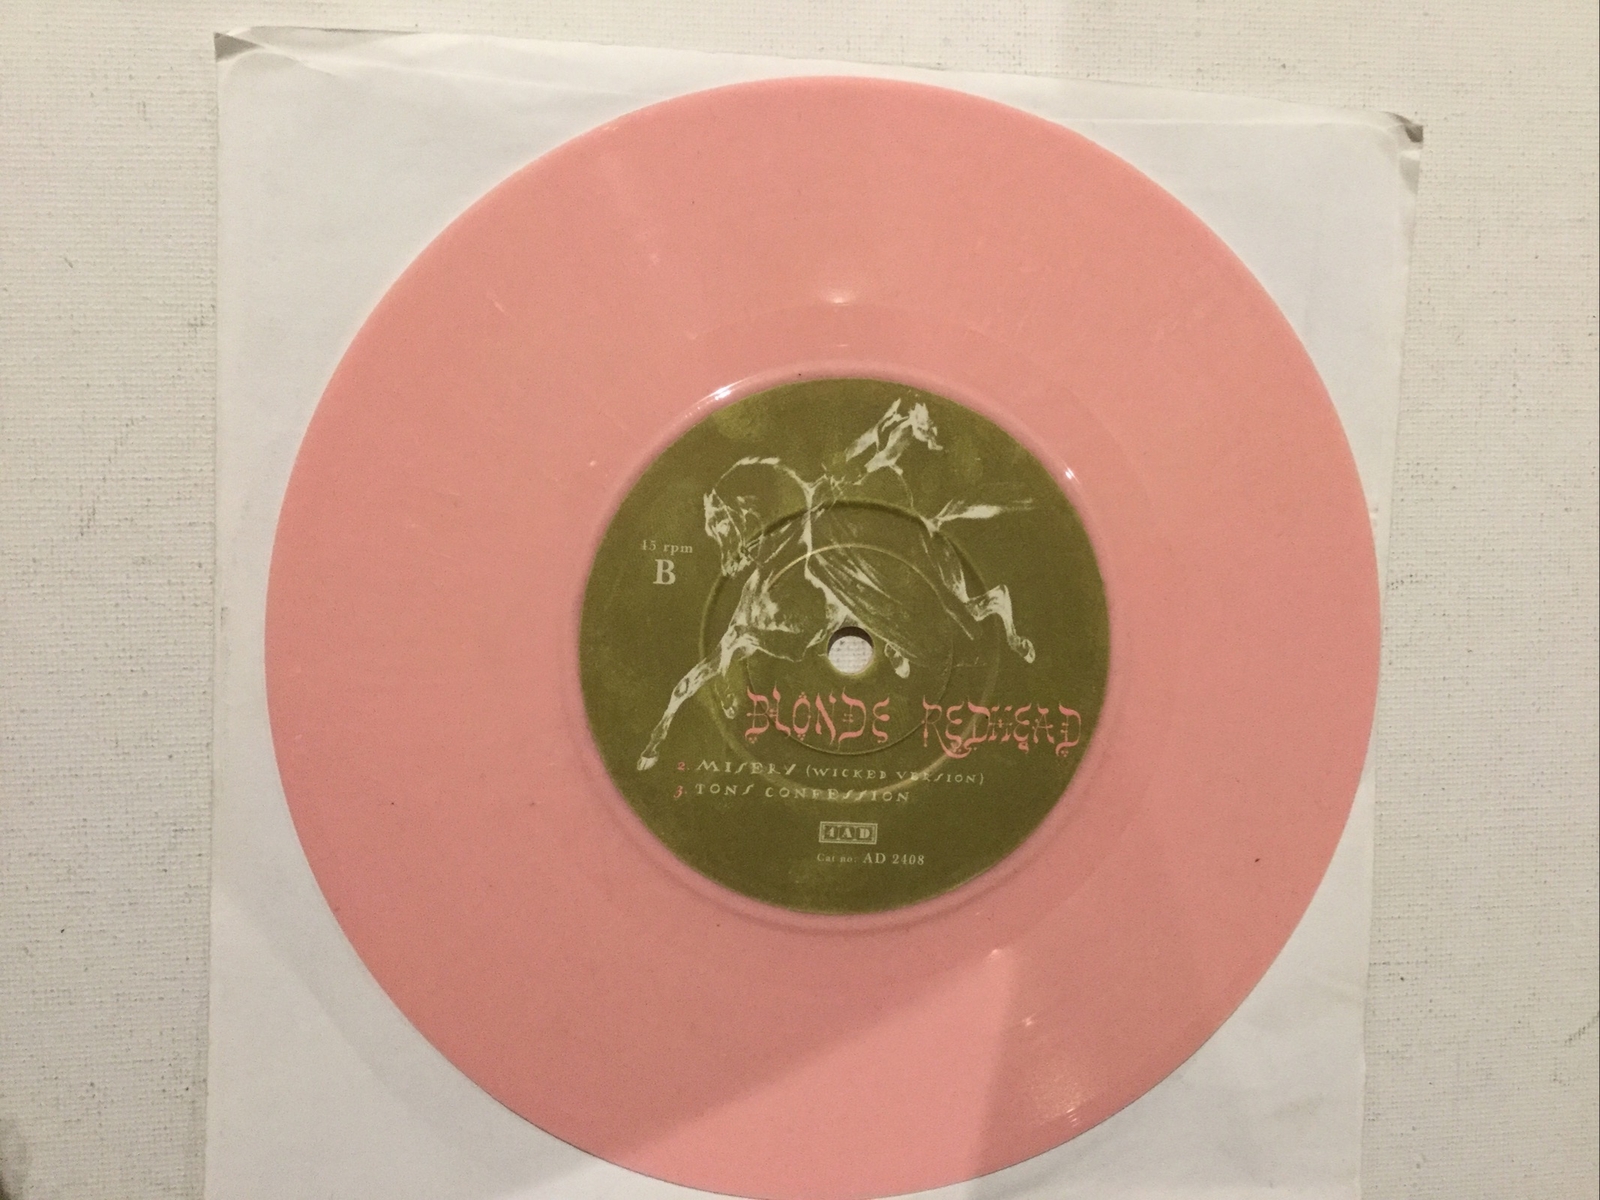 45 rpm
B
BLONDE REDHEAD
2. MISERY (WICKED VERSION)
3. TONS CONFESSION
4AD
Cat no: AD 2408